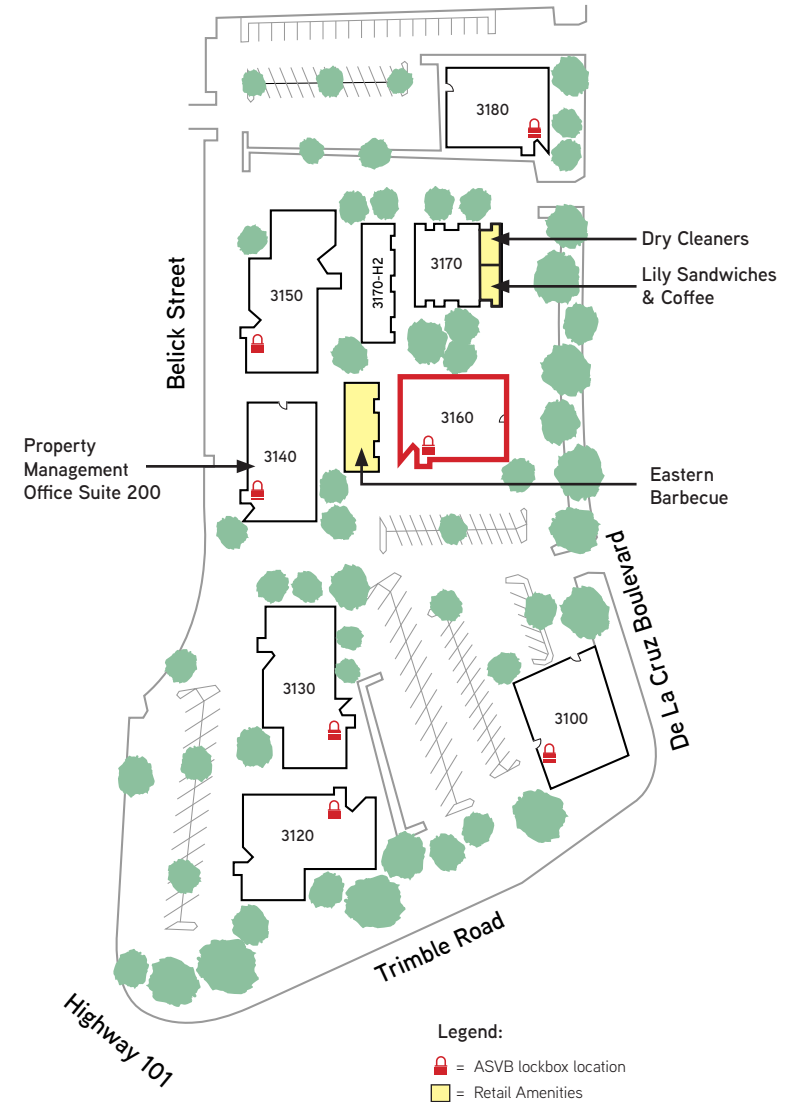 3180
Dry Cleaners
3170
3170-H2
Lily Sandwiches
& Coffee
3150
Belick Street
3160
3140
Property
Management
Office Suite 200
Eastern
Barbecue
De La Cruz Boulevard
3130
3100
3120
Trimble Road
Highway 101
Legend:
= ASVB lockbox location
= Retail Amenities